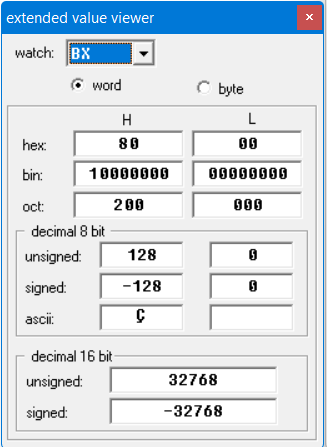 extended value viewer
watch: BX
word byte
H L
hex: 80 00
bin: 10000000 00000000
oct: 200 000
decimal 8 bit
unsigned: 128 0
signed: -128 0
ascii: Ç
decimal 16 bit
unsigned: 32768
signed: -32768